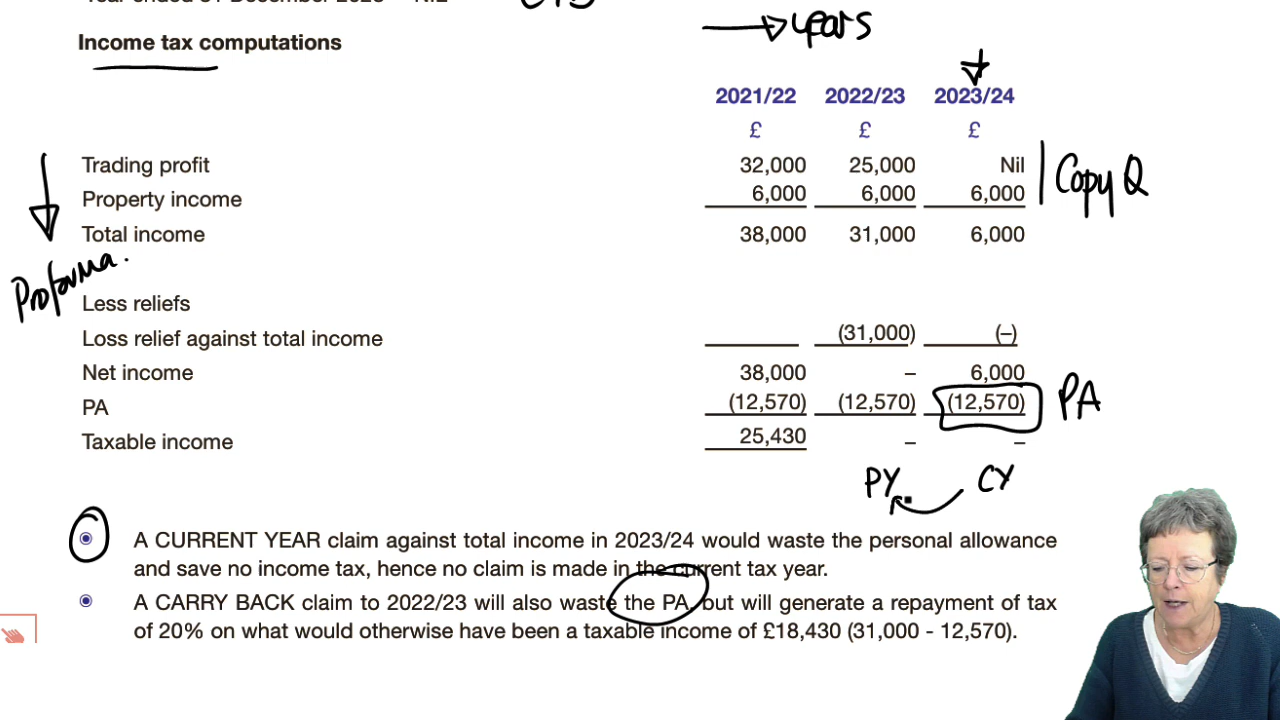 Income tax computations
→ years
2021/22 2022/23 2023/24
£ £ £
Trading profit 32,000 25,000 Nil
Property income 6,000 6,000 6,000
Copy Q
Total income 38,000 31,000 6,000
Proforma.
Less reliefs
Loss relief against total income (31,000) (–)
Net income 38,000 – 6,000
PA (12,570) (12,570) (12,570) PA
Taxable income 25,430 – –
PY CY
A CURRENT YEAR claim against total income in 2023/24 would waste the personal allowance
and save no income tax, hence no claim is made in the current tax year.
A CARRY BACK claim to 2022/23 will also waste the PA, but will generate a repayment of tax
of 20% on what would otherwise have been a taxable income of £18,430 (31,000 - 12,570).